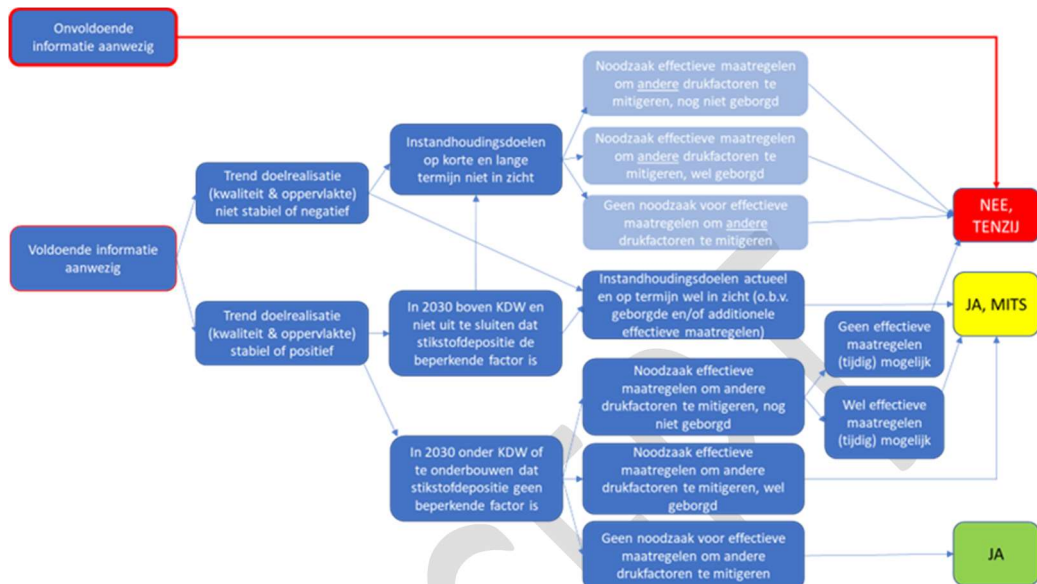 Onvoldoende
informatie aanwezig
Noodzaak effectieve maatregelen
om andere drukfactoren te
mitigeren, nog niet geborgd
Instandhoudingsdoelen
op korte en lange
termijn niet in zicht
Noodzaak effectieve maatregelen
om andere drukfactoren te
mitigeren, wel geborgd
Trend doelrealisatie
(kwaliteit & oppervlakte)
niet stabiel of negatief
Geen noodzaak voor effectieve
maatregelen om andere
drukfactoren te mitigeren
NEE,
TENZIJ
Voldoende informatie
aanwezig
Trend doelrealisatie
(kwaliteit & oppervlakte)
stabiel of positief
In 2030 boven KDW en
niet uit te sluiten dat
stikstofdepositie de
beperkende factor is
Instandhoudingsdoelen actueel
en op termijn wel in zicht (o.b.v.
geborgde en/of additionele
effectieve maatregelen)
JA, MITS
Geen effectieve
maatregelen
(tijdig) mogelijk
Noodzaak effectieve
maatregelen om andere
drukfactoren te mitigeren, nog
niet geborgd
Wel effectieve
maatregelen
(tijdig) mogelijk
In 2030 onder KDW of
te onderbouwen dat
stikstofdepositie geen
beperkende factor is
Noodzaak effectieve
maatregelen om andere
drukfactoren te mitigeren, wel
geborgd
Geen noodzaak voor effectieve
maatregelen om andere
drukfactoren te mitigeren
JA